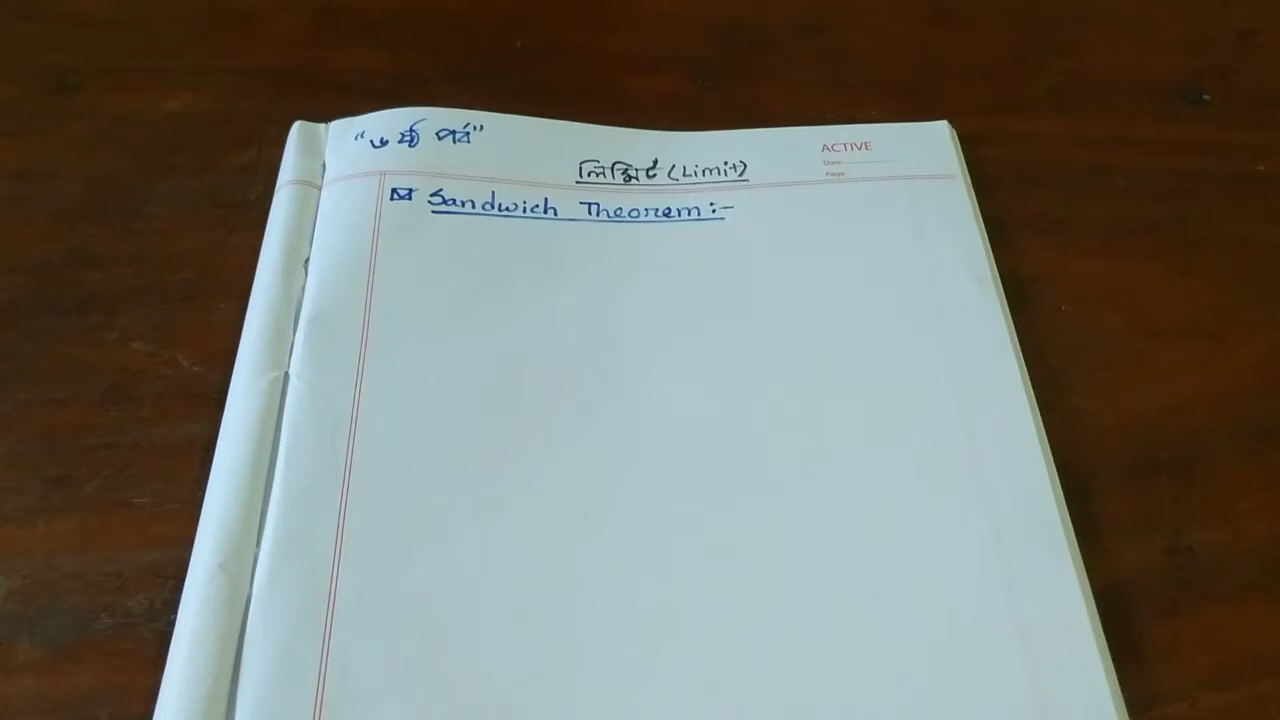 “৬ষ্ঠ পর্ব”
ACTIVE
Date
Page
লিমিট (Limit)
Sandwich Theorem:-